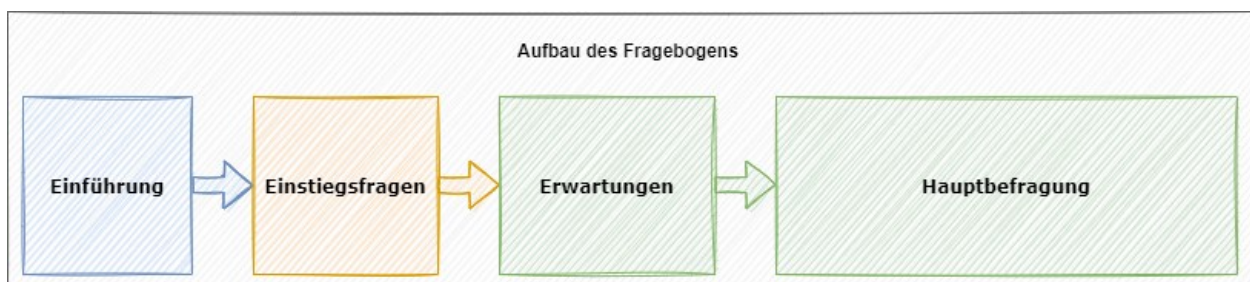 Aufbau des Fragebogens
Einführung
Einstiegsfragen
Erwartungen
Hauptbefragung